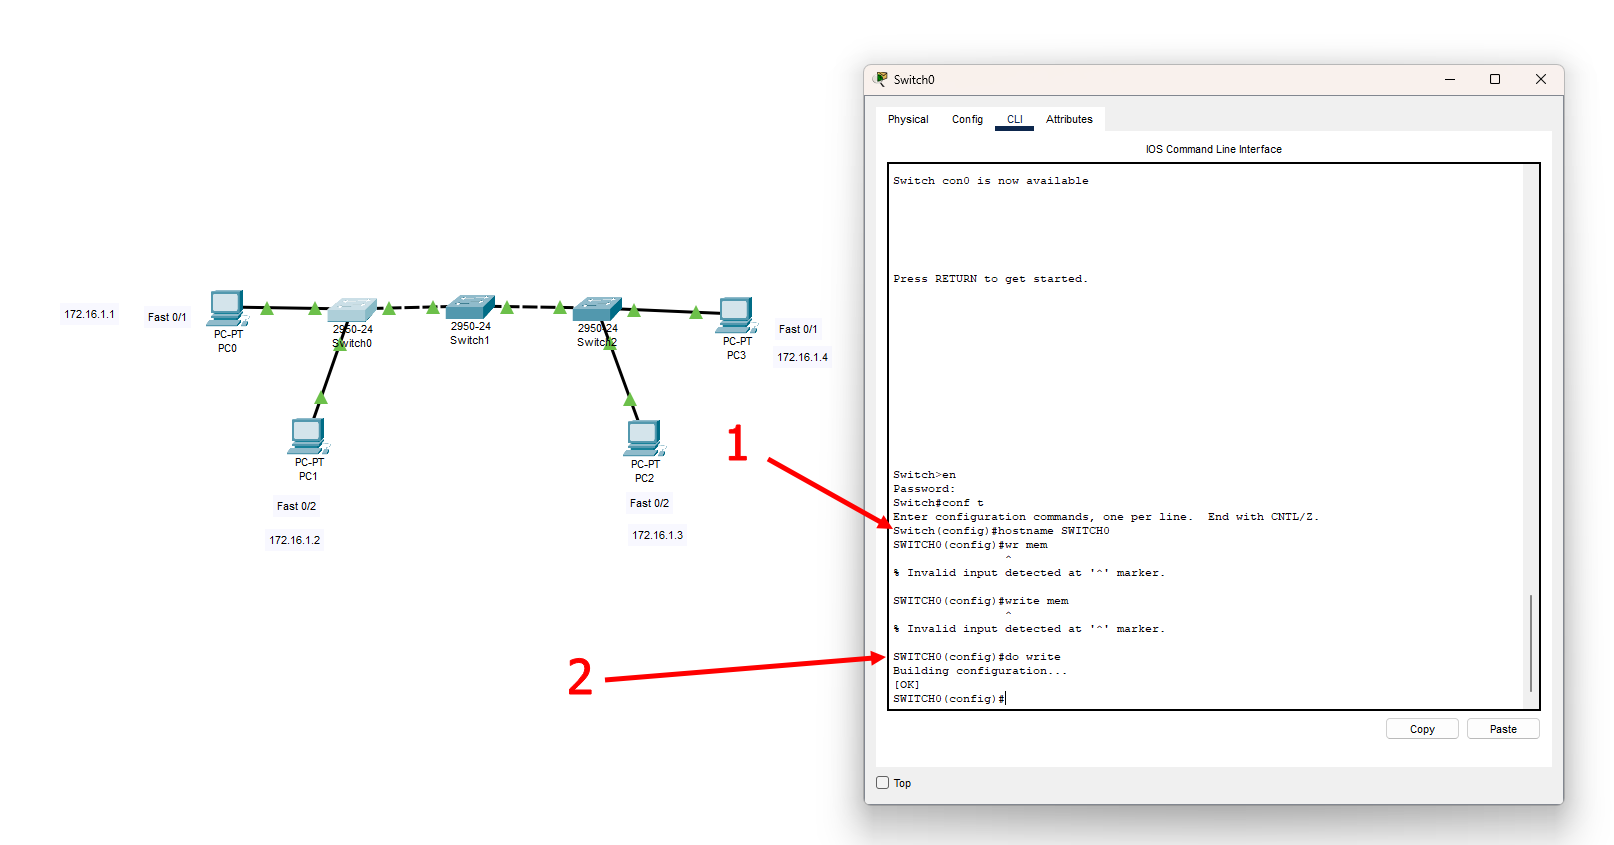 Switch0
Physical
Config
CLI
Attributes
IOS Command Line Interface
Switch con0 is now available
Press RETURN to get started.
Switch>en
Password:
Switch#conf t
Enter configuration commands, one per line.  End with CNTL/Z.
Switch(config)#hostname SWITCH0
SWITCH0(config)#wr mem
^
% Invalid input detected at '^' marker.
SWITCH0(config)#write mem
^
% Invalid input detected at '^' marker.
SWITCH0(config)#do write
Building configuration...
[OK]
SWITCH0(config)#
Copy
Paste
Top
172.16.1.1
Fast 0/1
PC-PT
PC0
2950-24
Switch0
2950-24
Switch1
2950-24
Switch2
PC-PT
PC3
Fast 0/1
172.16.1.4
PC-PT
PC1
Fast 0/2
172.16.1.2
PC-PT
PC2
Fast 0/2
172.16.1.3
1
2